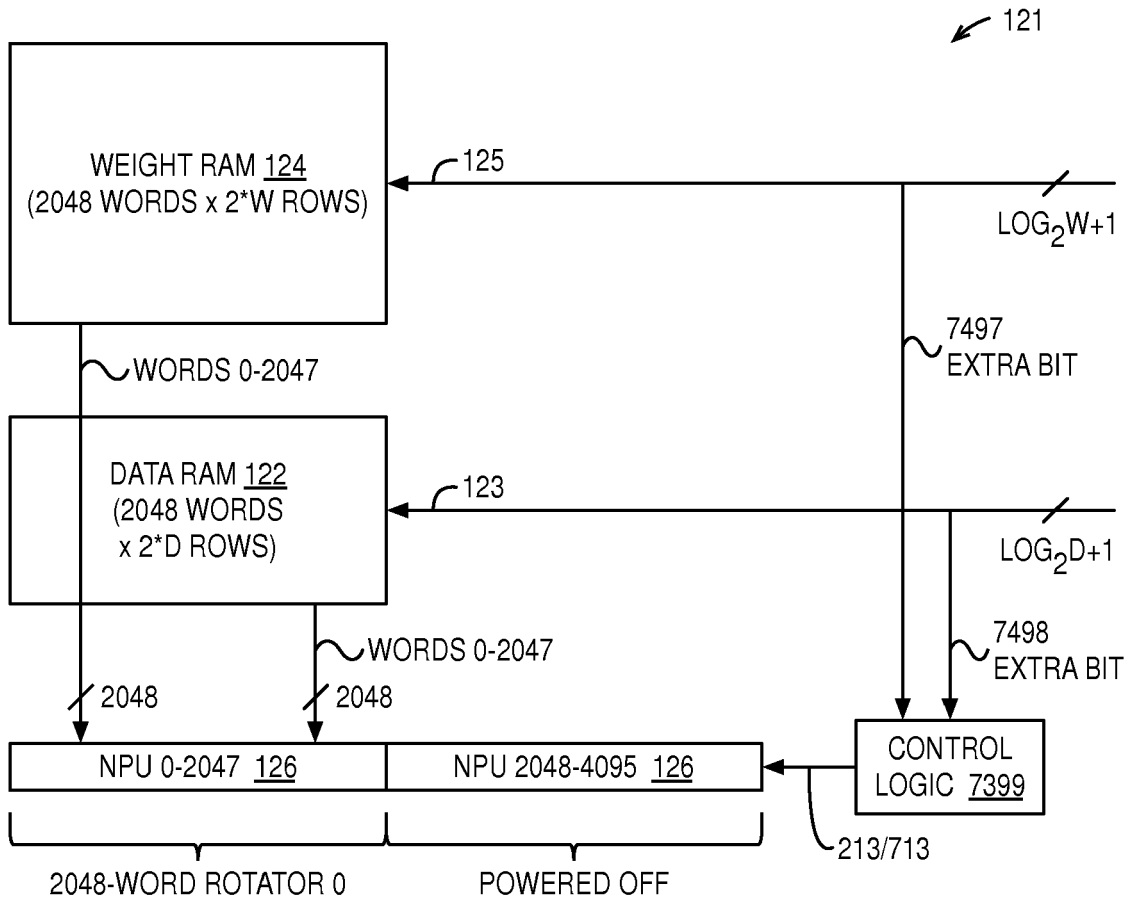 121
WEIGHT RAM 124
(2048 WORDS x 2*W ROWS)
125
LOG2W+1
7497
EXTRA BIT
WORDS 0-2047
DATA RAM 122
(2048 WORDS
x 2*D ROWS)
123
LOG2D+1
7498
EXTRA BIT
WORDS 0-2047
2048
2048
NPU 0-2047 126
NPU 2048-4095 126
CONTROL
LOGIC 7399
213/713
2048-WORD ROTATOR 0
POWERED OFF